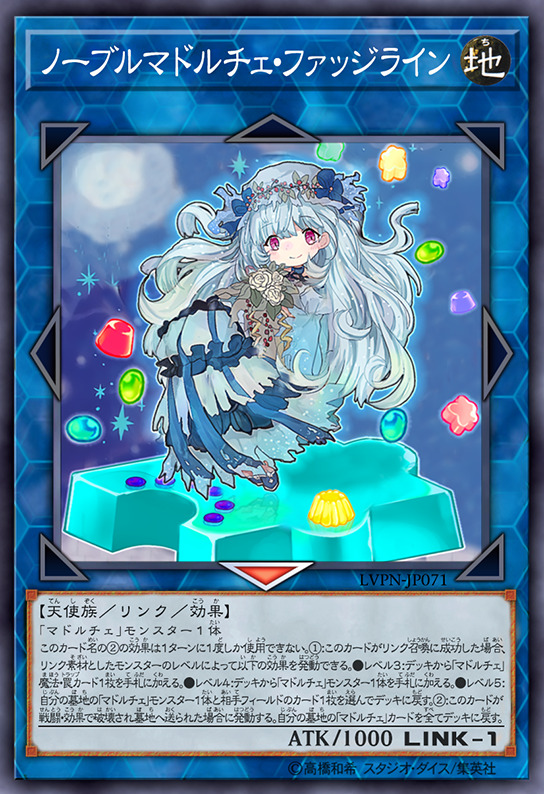 ノーブルマドルチェ・ファッジライン 地
LVPN-JP071
【天使族／リンク／効果】
「マドルチェ」モンスター1体
このカード名の②の効果は1ターンに1度しか使用できない。①:このカードがリンク召喚に成功した場合、
リンク素材としたモンスターのレベルによって以下の効果を発動できる。●レベル3:デッキから「マドルチェ」
魔法・罠カード1枚を手札に加える。●レベル4:デッキから「マドルチェ」モンスター1体を手札に加える。●レベル5:
自分の墓地の「マドルチェ」モンスター1体と相手フィールドのカード1枚を選んでデッキに戻す。②:このカードが
戦闘・効果で破壊され墓地へ送られた場合に発動する。自分の墓地の「マドルチェ」カードを全てデッキに戻す。
ATK/1000 LINK-1
©高橋和希 スタジオ・ダイス/集英社